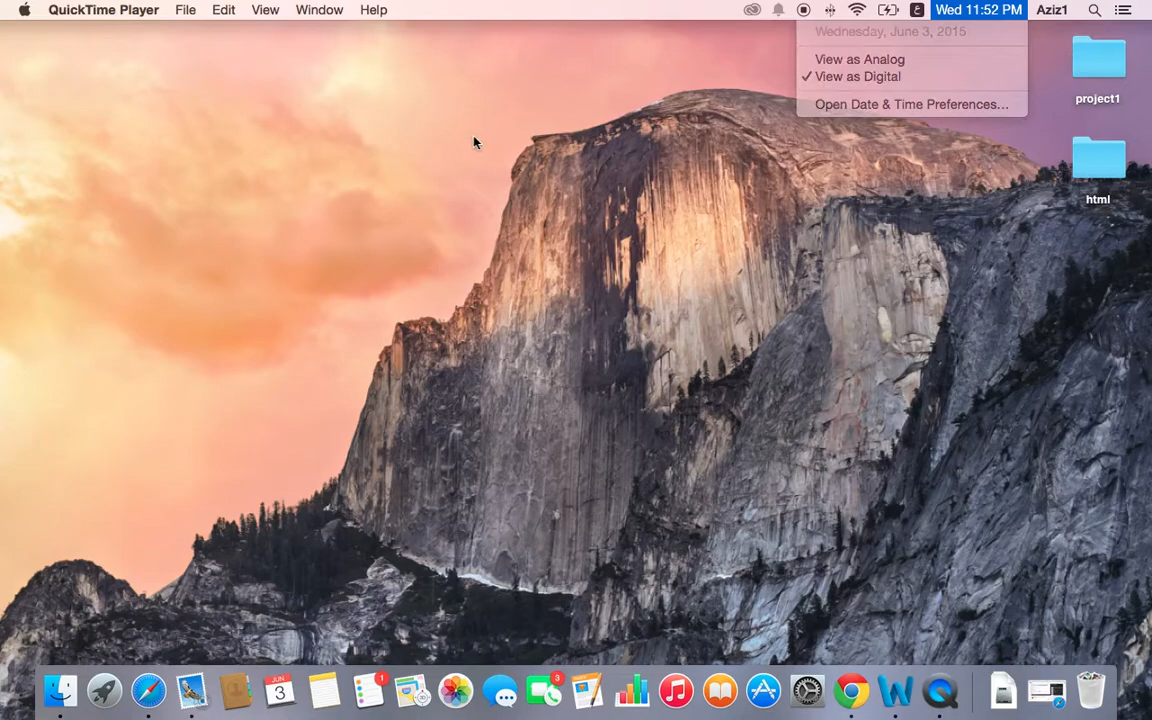 QuickTime Player File Edit View Window Help ع Wed 11:52 PM Aziz1
Wednesday, June 3, 2015
View as Analog
✓ View as Digital
Open Date & Time Preferences...
project1
html
JUN
3
1
3